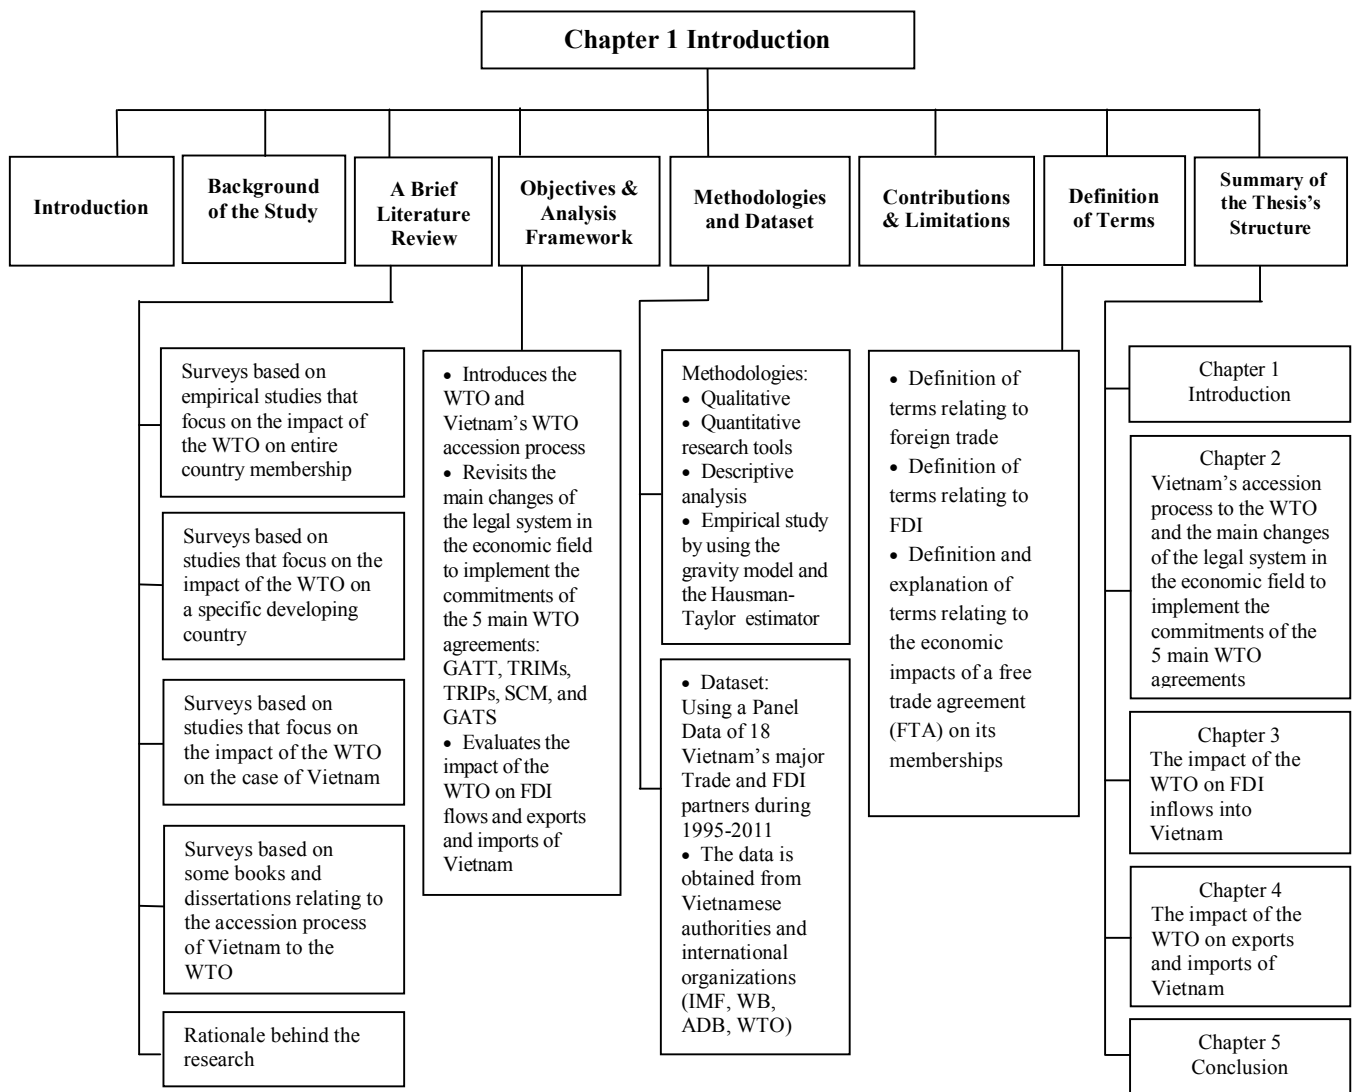 Chapter 1 Introduction
Introduction
Background
of the Study
A Brief
Literature
Review
Objectives &
Analysis
Framework
Methodologies
and Dataset
Contributions
& Limitations
Definition
of Terms
Summary of
the Thesis's
Structure
Surveys based on
empirical studies that
focus on the impact of
the WTO on entire
country membership
Surveys based on
studies that focus on the
impact of the WTO on
a specific developing
country
Surveys based on
studies that focus on
the impact of the WTO
on the case of Vietnam
Surveys based on
some books and
dissertations relating to
the accession process
of Vietnam to the
WTO
Rationale behind the
research
• Introduces the
WTO and
Vietnam's WTO
accession process
• Revisits the
main changes of
the legal system in
the economic field
to implement the
commitments of
the 5 main WTO
agreements:
GATT, TRIMs,
TRIPs, SCM, and
GATS
• Evaluates the
impact of the
WTO on FDI
flows and exports
and imports of
Vietnam
Methodologies:
• Qualitative
• Quantitative
research tools
• Descriptive
analysis
• Empirical study
by using the
gravity model and
the Hausman-
Taylor estimator
• Dataset:
Using a Panel
Data of 18
Vietnam's major
Trade and FDI
partners during
1995-2011
• The data is
obtained from
Vietnamese
authorities and
international
organizations
(IMF, WB,
ADB, WTO)
• Definition of
terms relating to
foreign trade
• Definition of
terms relating to
FDI
• Definition and
explanation of
terms relating to
the economic
impacts of a free
trade agreement
(FTA) on its
memberships
Chapter 1
Introduction
Chapter 2
Vietnam's accession
process to the WTO
and the main changes
of the legal system in
the economic field to
implement the
commitments of the
5 main WTO
agreements
Chapter 3
The impact of the
WTO on FDI
inflows into
Vietnam
Chapter 4
The impact of the
WTO on exports
and imports of
Vietnam
Chapter 5
Conclusion